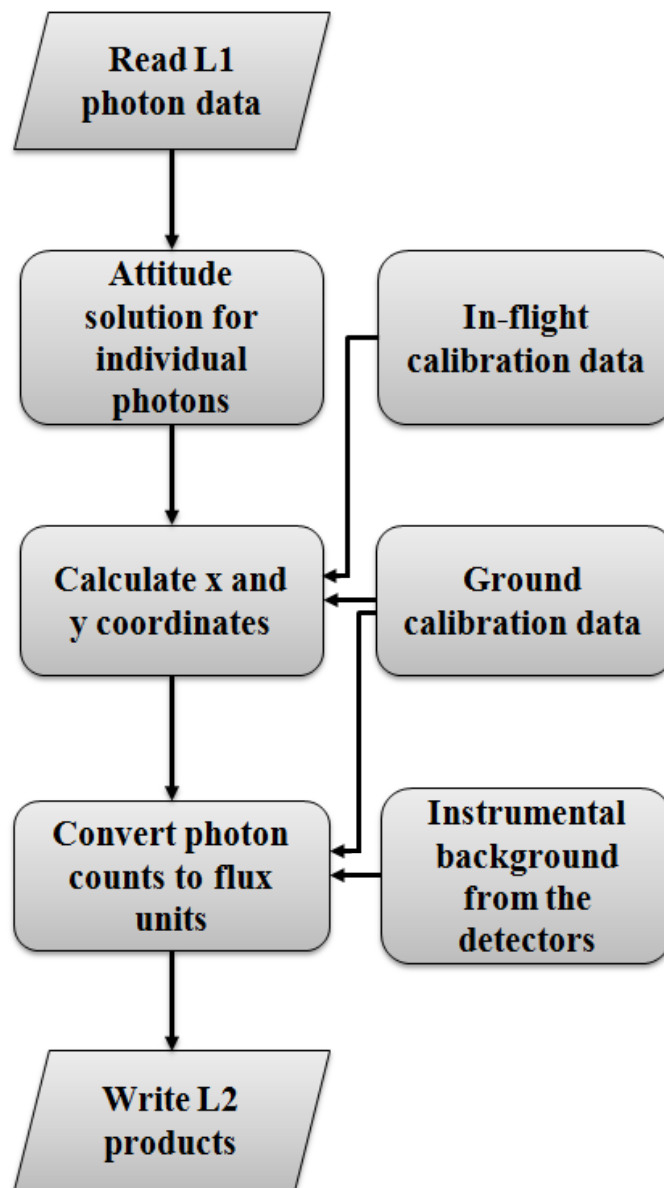 Read L1
photon data
Attitude
solution for
individual
photons
In-flight
calibration data
Calculate x and
y coordinates
Ground
calibration data
Convert photon
counts to flux
units
Instrumental
background
from the
detectors
Write L2
products